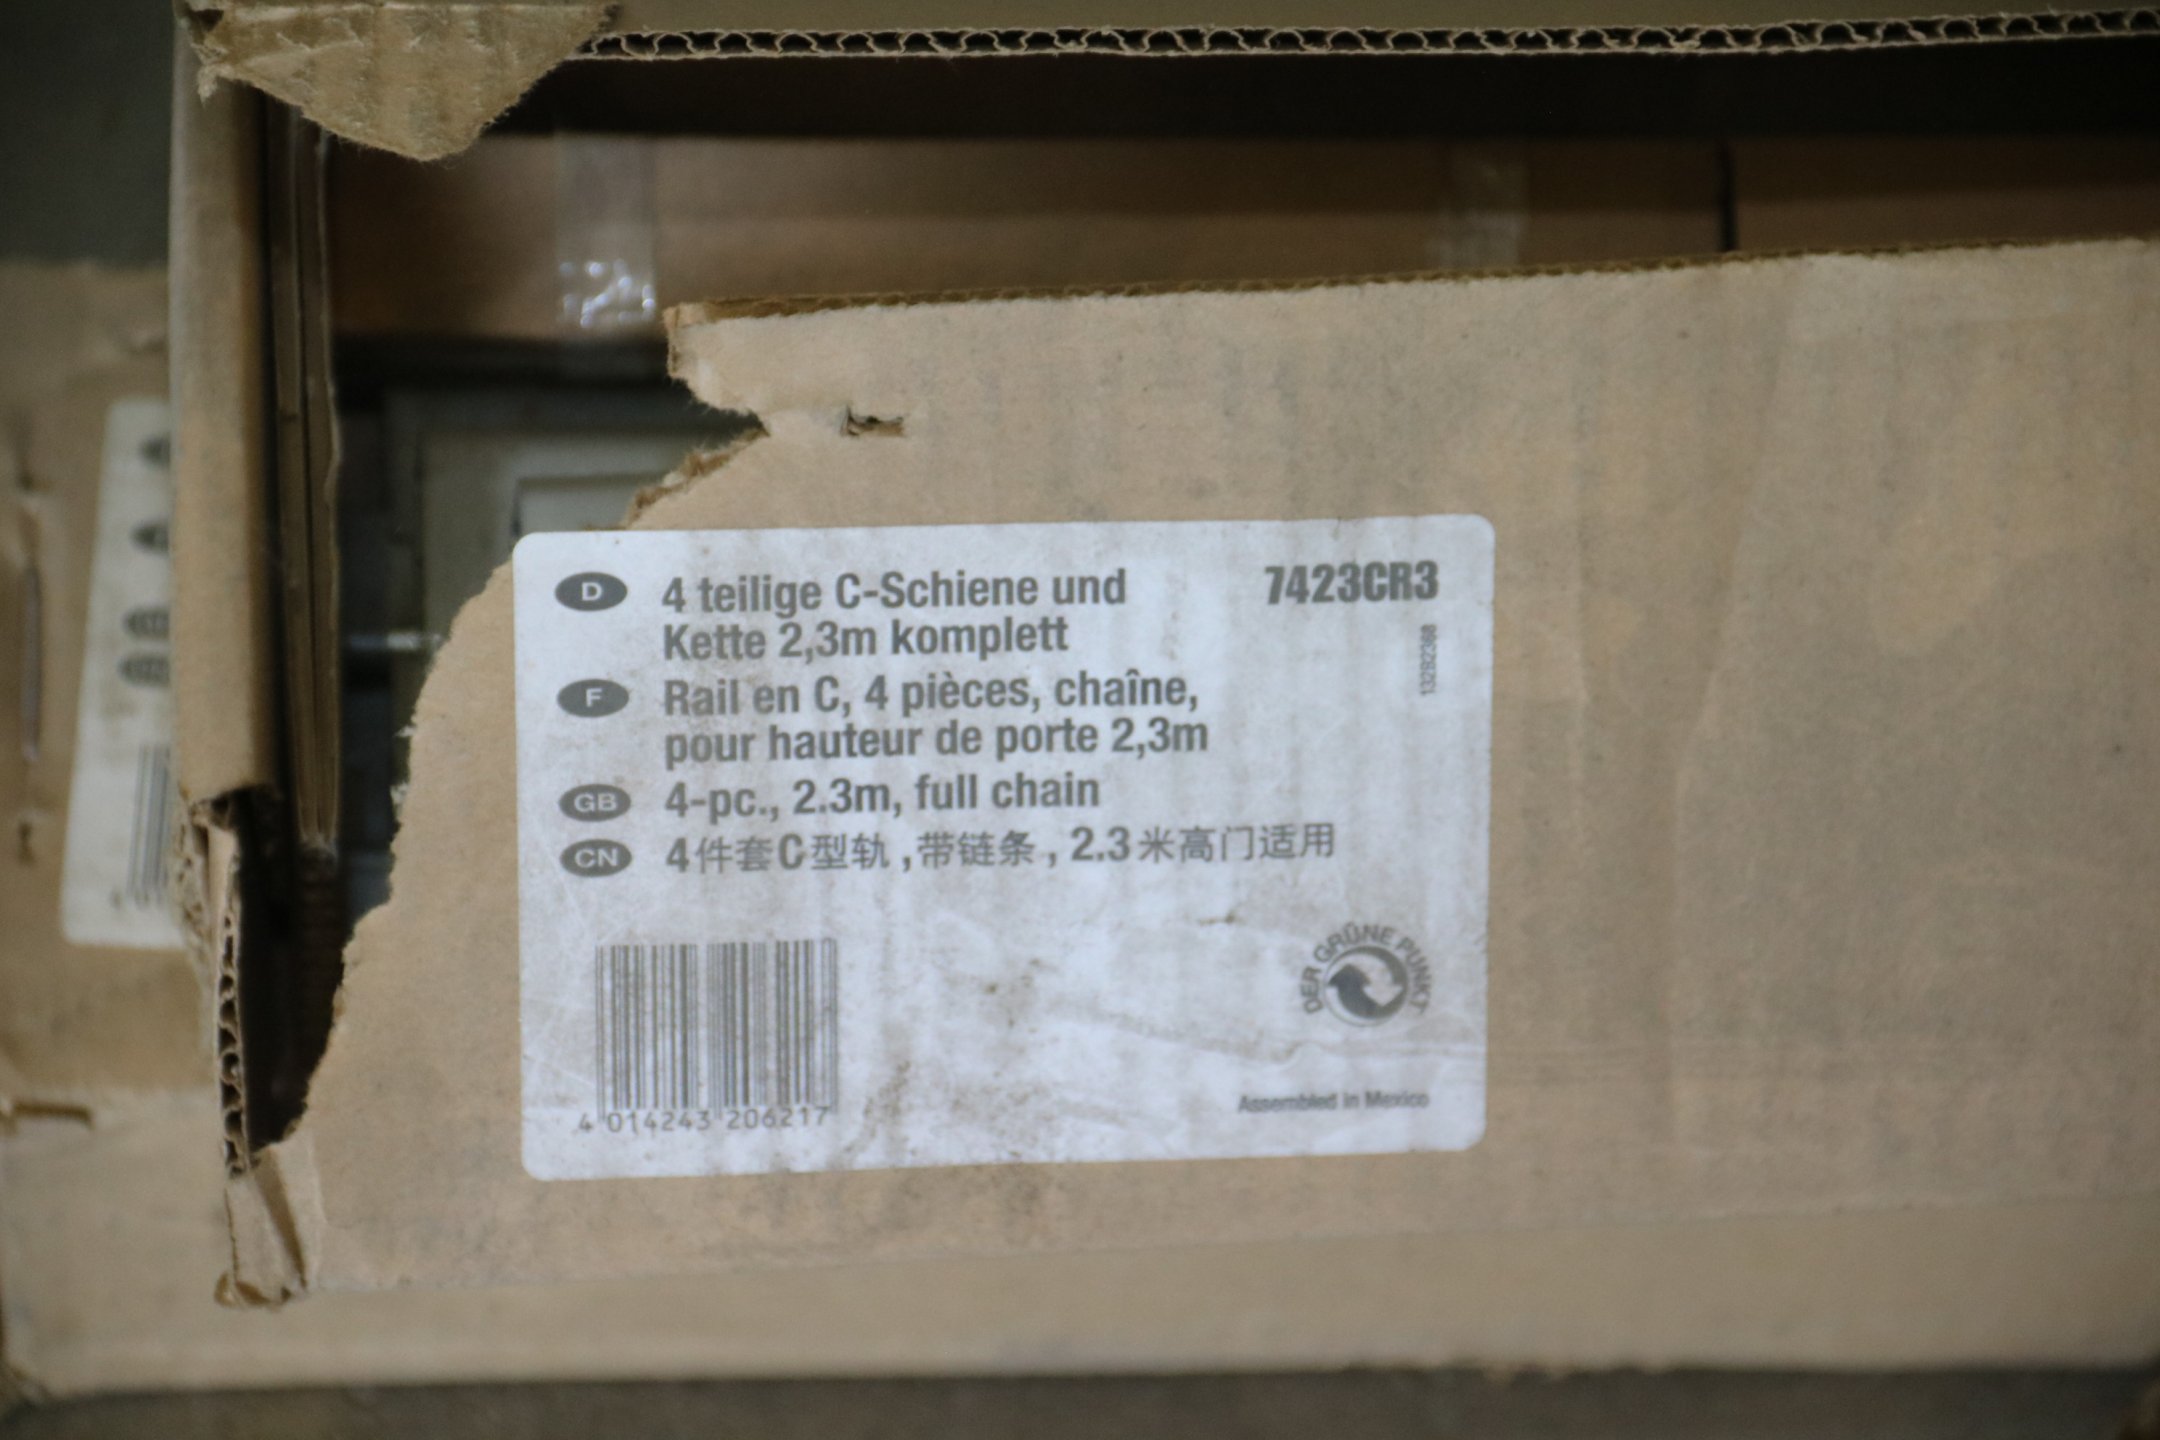 D 4 teilige C-Schiene und
Kette 2,3m komplett
7423CR3
13292368
F Rail en C, 4 pièces, chaîne,
pour hauteur de porte 2,3m
GB 4-pc., 2.3m, full chain
CN 4件套C型轨,带链条, 2.3米高门适用
DER GRÜNE PUNKT
4 014243 206217
Assembled in Mexico